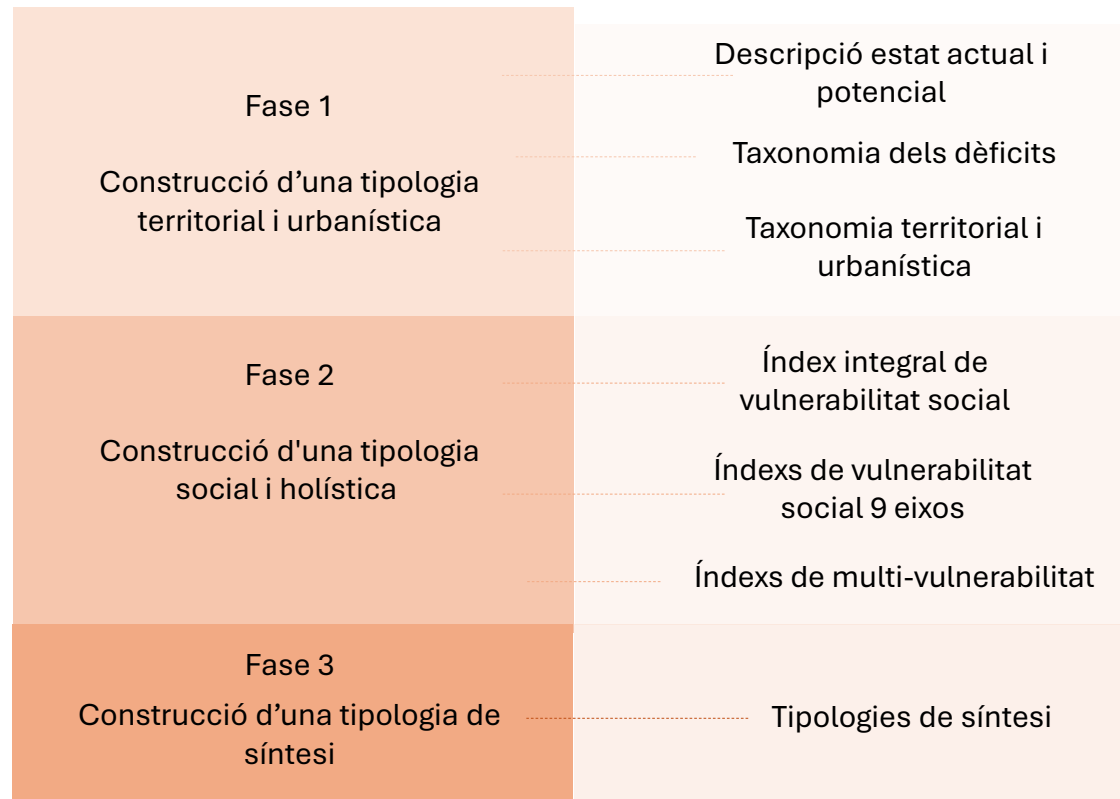 Fase 1
Construcció d’una tipologia
territorial i urbanística
Descripció estat actual i
potencial
Taxonomia dels dèficits
Taxonomia territorial i
urbanística
Fase 2
Construcció d'una tipologia
social i holística
Índex integral de
vulnerabilitat social
Índexs de vulnerabilitat
social 9 eixos
Índexs de multi-vulnerabilitat
Fase 3
Construcció d’una tipologia de
síntesi
Tipologies de síntesi